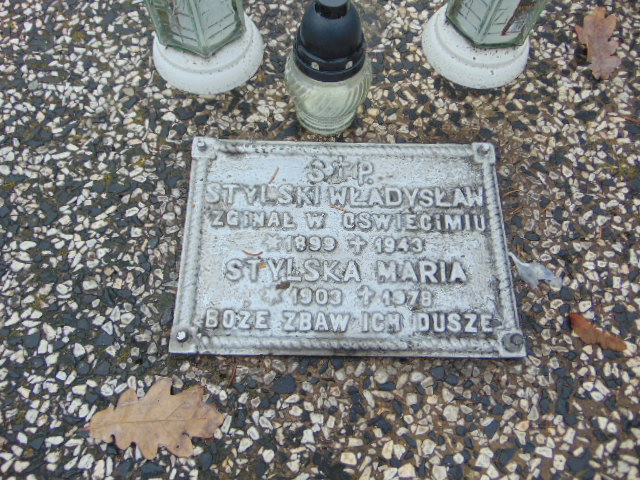 Ś.†P.
STYLSKI WŁADYSŁAW
ZGINĄŁ W OŚWIĘCIMIU
* 1899 † 1943
STYLSKA MARIA
* 1903 † 1978
BOŻE ZBAW ICH DUSZE